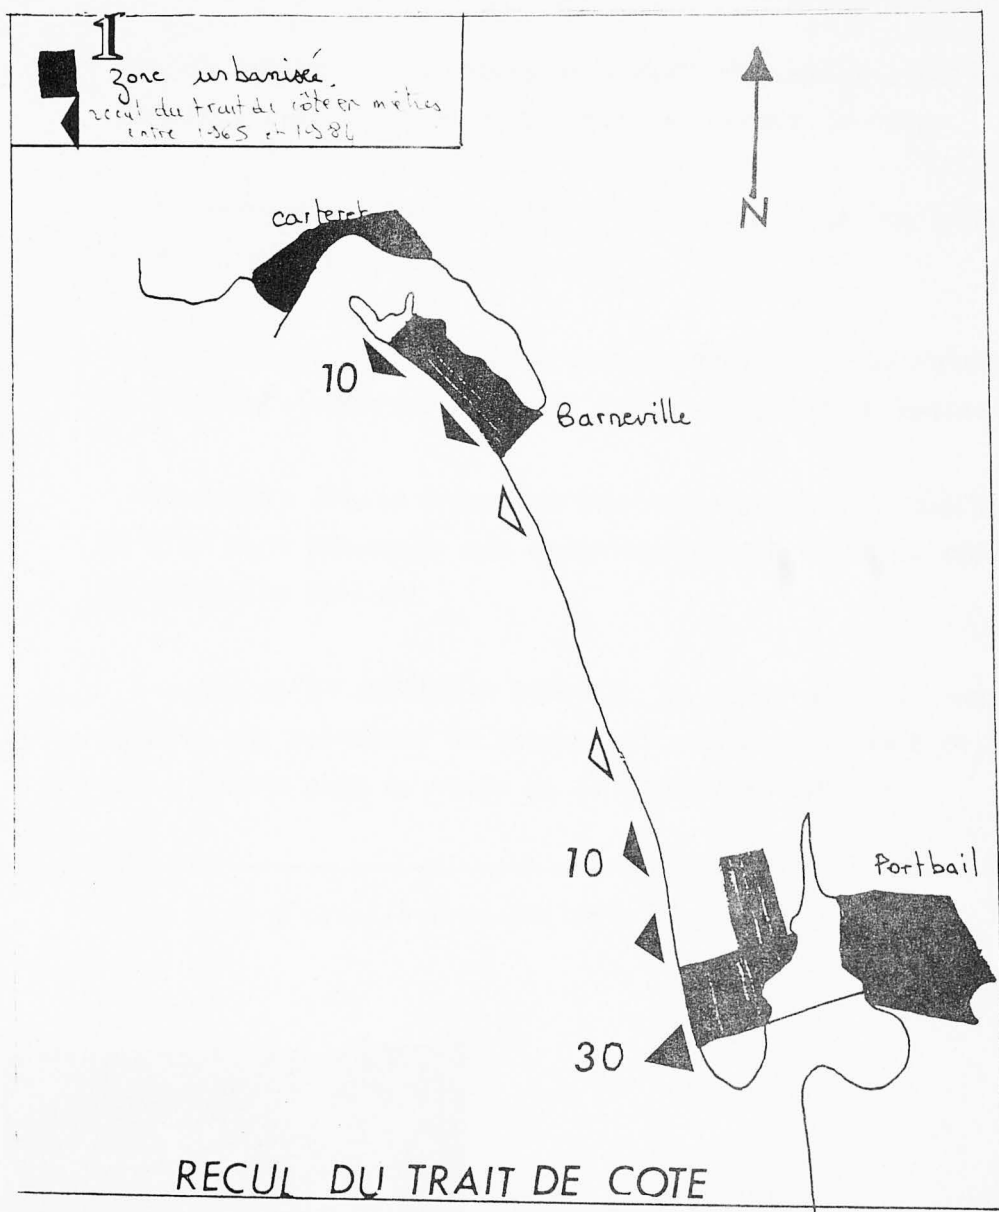 1
zone urbanisée
recul du trait de côte en mètres
entre 1965 et 1984
N
Carteret
10
Barneville
10
Portbail
30
RECUL DU TRAIT DE COTE